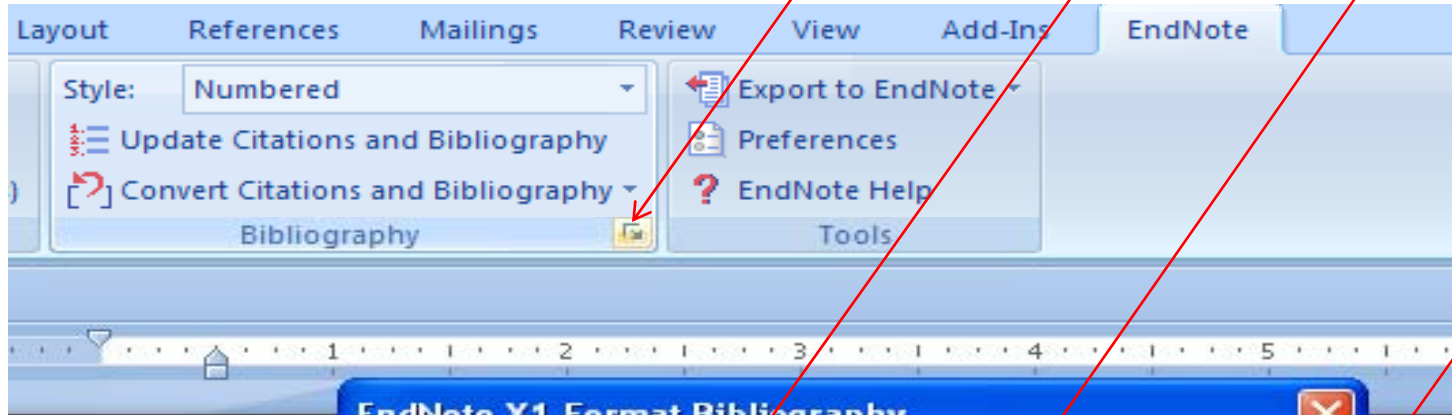 Layout References Mailings Review View Add-Ins EndNote
Style: Numbered Export to EndNote
Update Citations and Bibliography Preferences
) Convert Citations and Bibliography ? EndNote Help
Bibliography Tools
1 2 3 4 5
EndNote X1 Format Bibliography